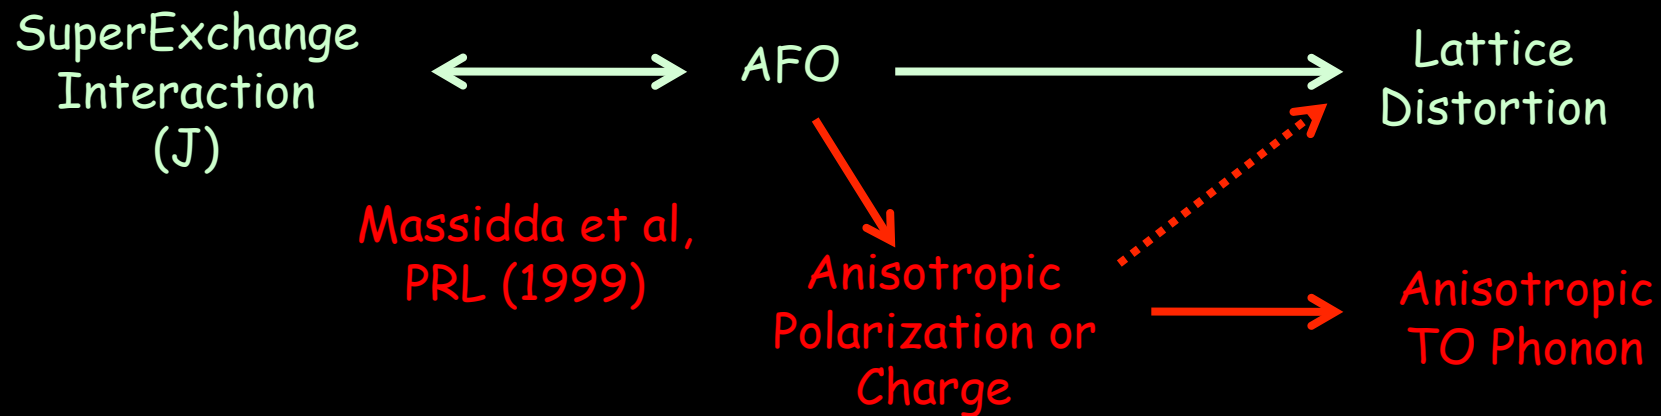 SuperExchange
Interaction
(J)
AFO
Lattice
Distortion
Massidda et al,
PRL (1999)
Anisotropic
Polarization or
Charge
Anisotropic
TO Phonon